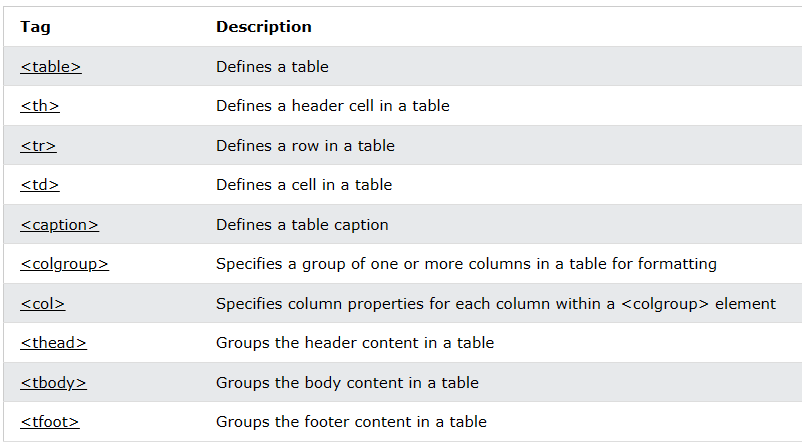 Tag Description
<table> Defines a table
<th> Defines a header cell in a table
<tr> Defines a row in a table
<td> Defines a cell in a table
<caption> Defines a table caption
<colgroup> Specifies a group of one or more columns in a table for formatting
<col> Specifies column properties for each column within a <colgroup> element
<thead> Groups the header content in a table
<tbody> Groups the body content in a table
<tfoot> Groups the footer content in a table